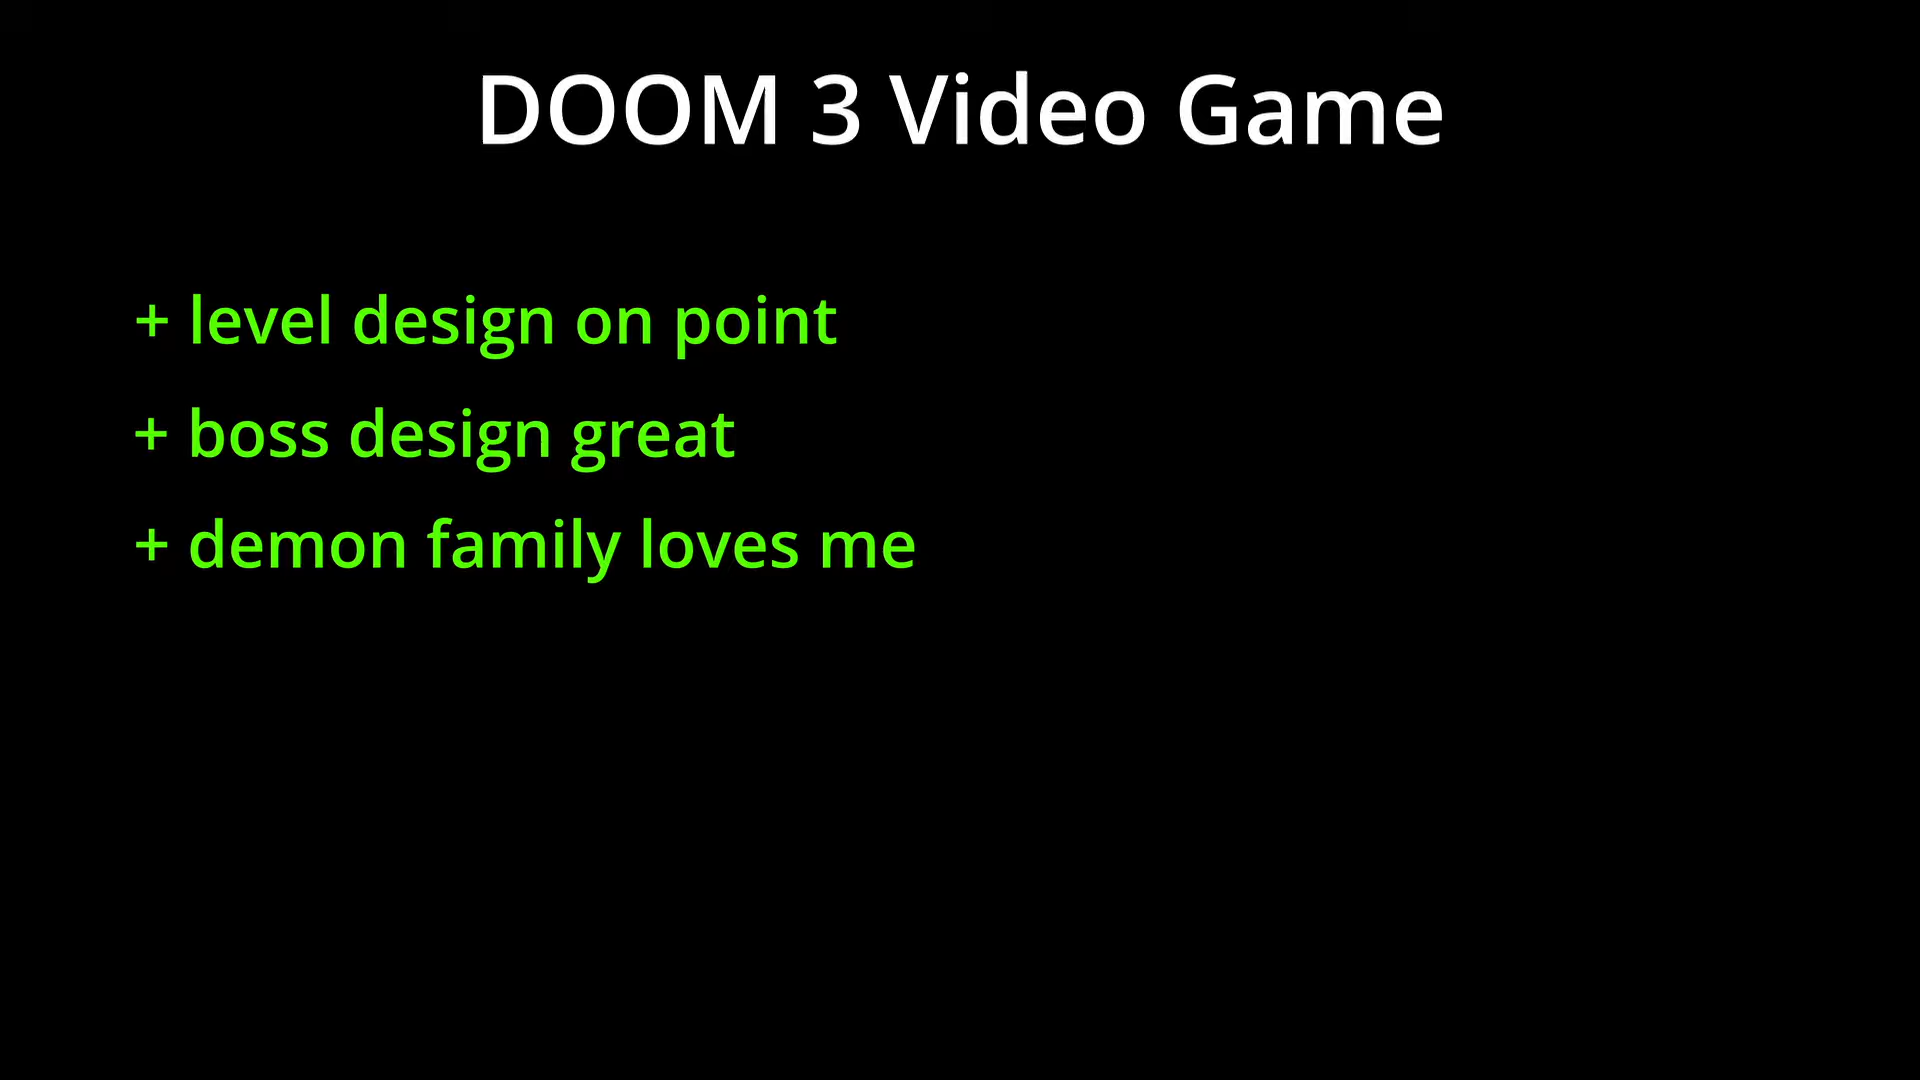 DOOM 3 Video Game
+ level design on point
+ boss design great
+ demon family loves me